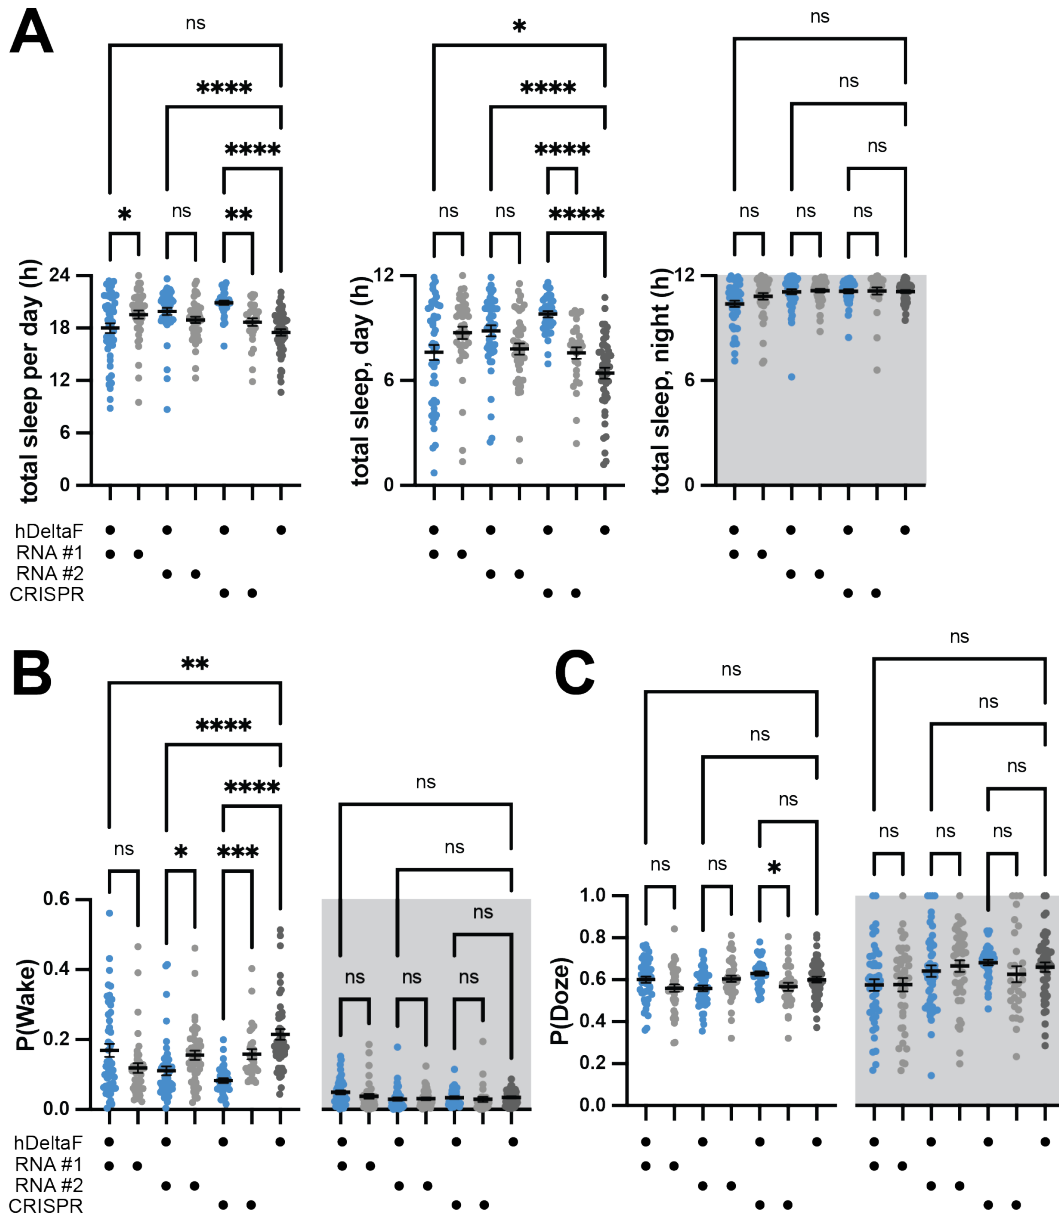 A
ns
*
ns
****
****
ns
****
****
ns
*
ns
**
ns
ns
****
ns
ns
ns
total sleep per day (h)
24
18
12
6
0
total sleep, day (h)
12
6
0
total sleep, night (h)
12
6
0
hDeltaF
RNA #1
RNA #2
CRISPR
B
**
****
****
ns
*
***
P(Wake)
0.6
0.4
0.2
0.0
ns
ns
ns
ns
ns
ns
C
ns
ns
ns
ns
ns
*
P(Doze)
1.0
0.8
0.6
0.4
0.2
0.0
ns
ns
ns
ns
ns
ns
hDeltaF
RNA #1
RNA #2
CRISPR